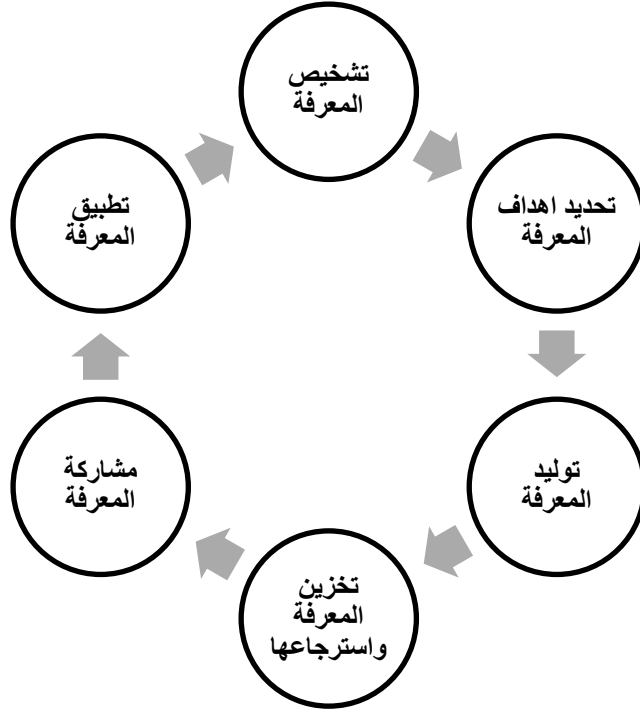 تشخيص
المعرفة
تحديد اهداف
المعرفة
توليد
المعرفة
تخزين
المعرفة
واسترجاعها
مشاركة
المعرفة
تطبيق
المعرفة